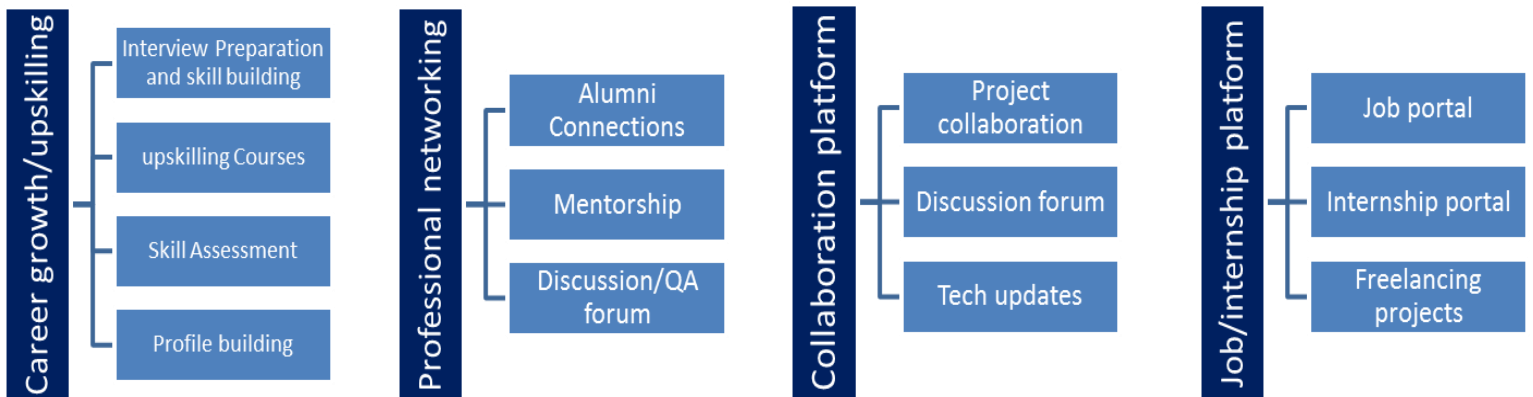 Career growth/upskilling
Interview Preparation
and skill building
upskilling Courses
Skill Assessment
Profile building
Professional networking
Alumni
Connections
Mentorship
Discussion/QA
forum
Collaboration platform
Project
collaboration
Discussion forum
Tech updates
Job/internship platform
Job portal
Internship portal
Freelancing
projects